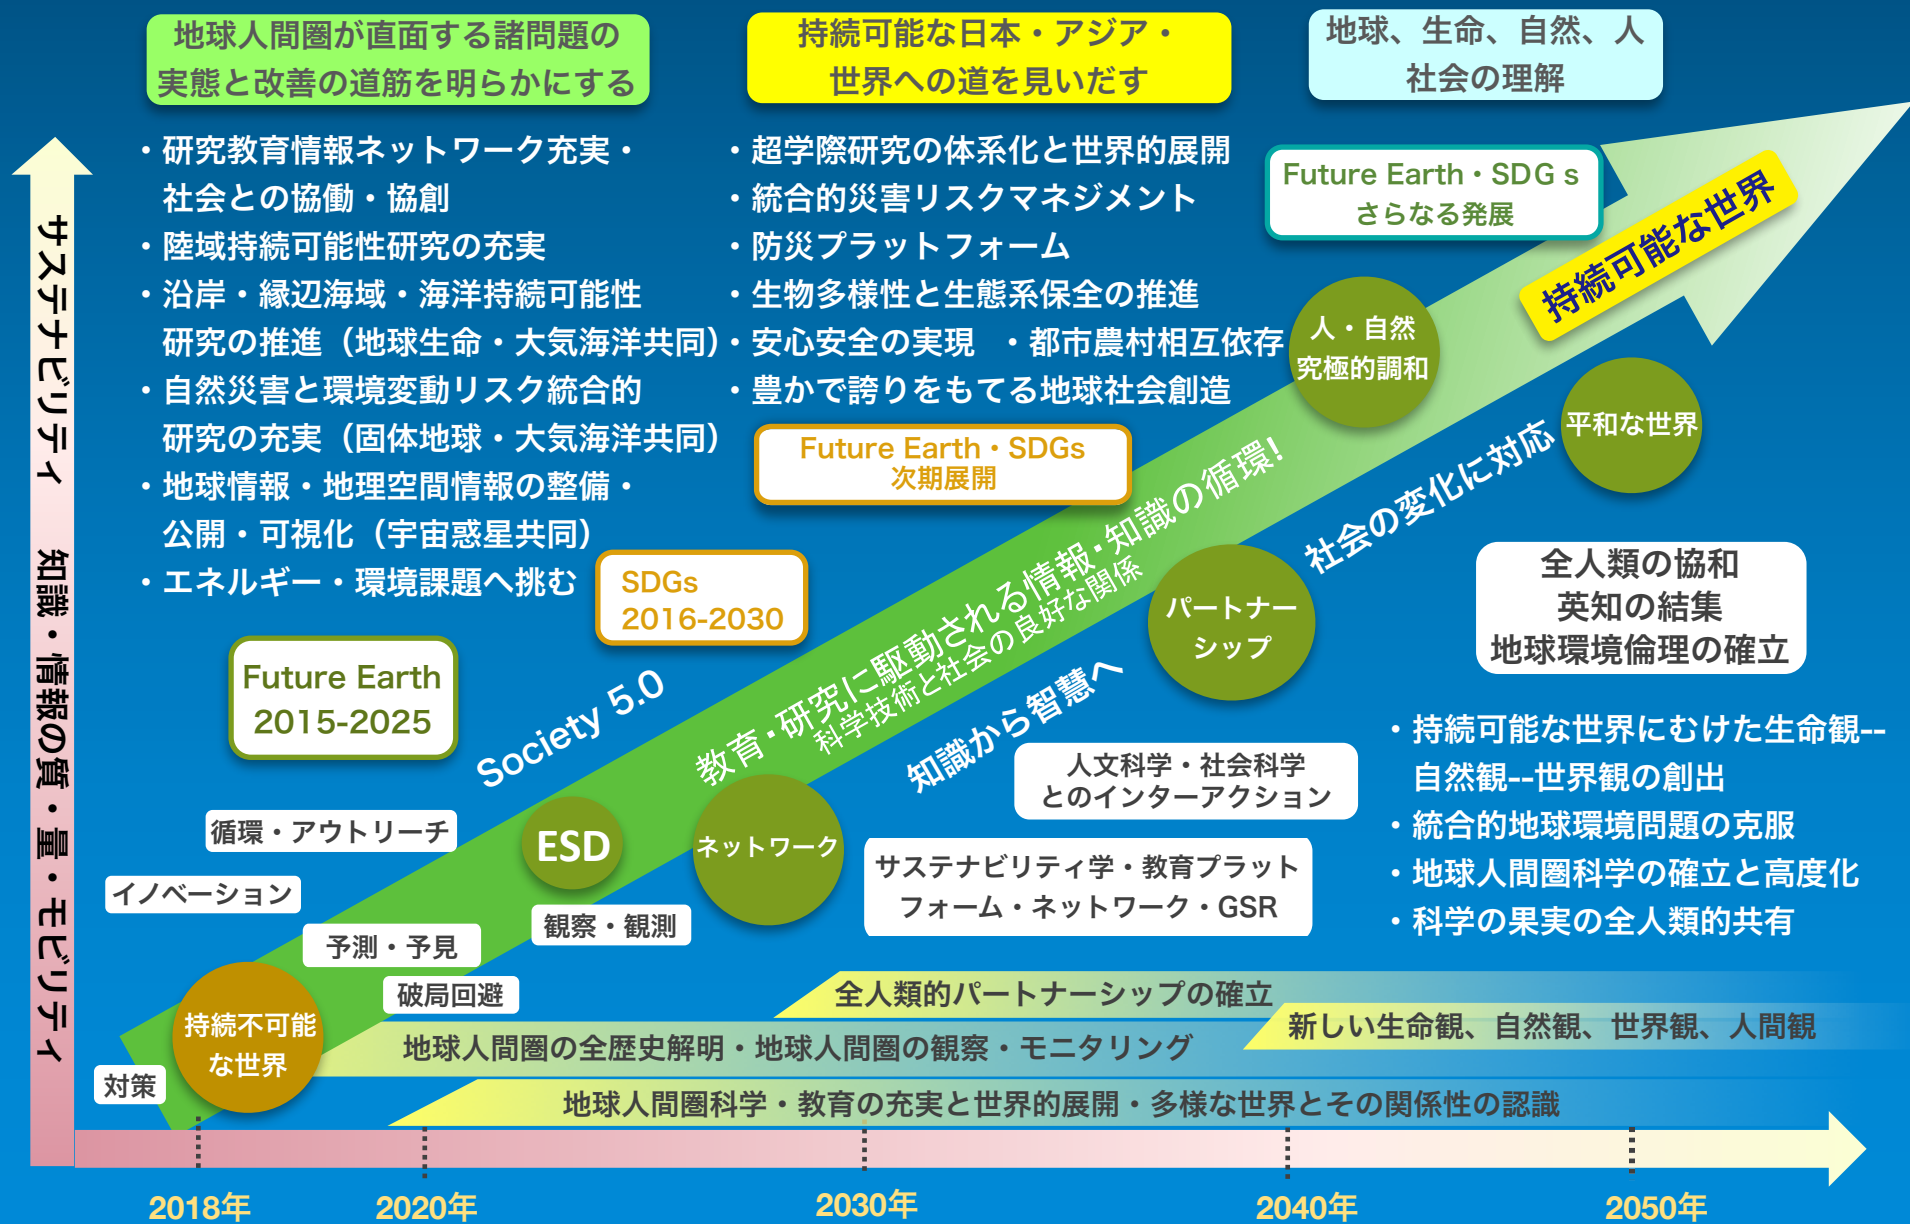 地球人間圏が直面する諸問題の
実態と改善の道筋を明らかにする
持続可能な日本・アジア・
世界への道を見いだす
地球、生命、自然、人
社会の理解
・研究教育情報ネットワーク充実・
社会との協働・協創
・陸域持続可能性研究の充実
・沿岸・縁辺海域・海洋持続可能性
研究の推進（地球生命・大気海洋共同）
・自然災害と環境変動リスク統合的
研究の充実（固体地球・大気海洋共同）
・地球情報・地理空間情報の整備・
公開・可視化（宇宙惑星共同）
・エネルギー・環境課題へ挑む
・超学際研究の体系化と世界的展開
・統合的災害リスクマネジメント
・防災プラットフォーム
・生物多様性と生態系保全の推進
・安心安全の実現 ・都市農村相互依存
・豊かで誇りをもてる地球社会創造
Future Earth・SDG s
さらなる発展
持続可能な世界
人・自然
究極的調和
平和な世界
Future Earth・SDGs
次期展開
SDGs
2016-2030
Future Earth
2015-2025
Society 5.0
教育・研究に駆動される情報・知識の循環!
科学技術と社会の良好な関係
知識から智慧へ
社会の変化に対応
パートナー
シップ
全人類の協和
英知の結集
地球環境倫理の確立
人文科学・社会科学
とのインターアクション
サステナビリティ学・教育プラット
フォーム・ネットワーク・GSR
・持続可能な世界にむけた生命観--
自然観--世界観の創出
・統合的地球環境問題の克服
・地球人間圏科学の確立と高度化
・科学の果実の全人類的共有
循環・アウトリーチ
ESD
ネットワーク
イノベーション
観察・観測
予測・予見
破局回避
持続不可能
な世界
対策
全人類的パートナーシップの確立
新しい生命観、自然観、世界観、人間観
地球人間圏の全歴史解明・地球人間圏の観察・モニタリング
地球人間圏科学・教育の充実と世界的展開・多様な世界とその関係性の認識
サステナビリティ 知識・情報の質・量・モビリティ
2018年
2020年
2030年
2040年
2050年